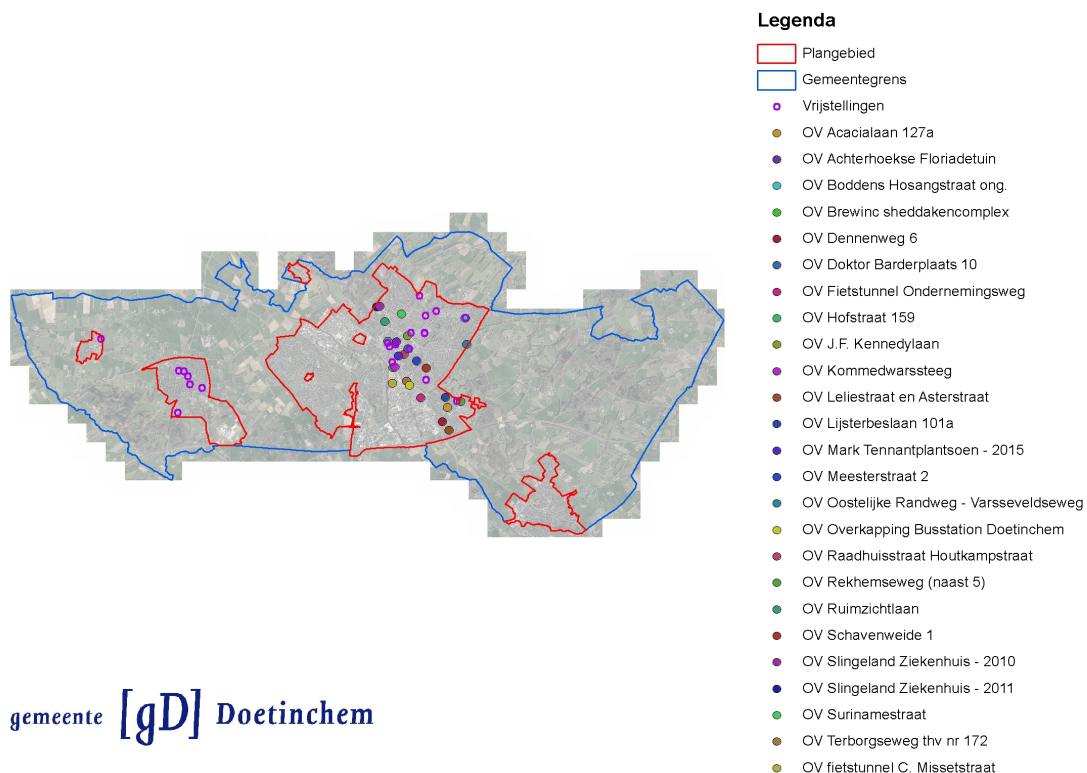 Legenda
Plangebied
Gemeentegrens
Vrijstellingen
OV Acacialaan 127a
OV Achterhoekse Floriadetuin
OV Boddens Hosangstraat ong.
OV Brewinc sheddakencomplex
OV Dennenweg 6
OV Doktor Barderplaats 10
OV Fietstunnel Ondernemingsweg
OV Hofstraat 159
OV J.F. Kennedylaan
OV Kommedwarssteeg
OV Leliestraat en Asterstraat
OV Lijsterbeslaan 101a
OV Mark Tennantplantsoen - 2015
OV Meesterstraat 2
OV Oostelijke Randweg - Varsseveldseweg
OV Overkapping Busstation Doetinchem
OV Raadhuisstraat Houtkampstraat
OV Rekhemseweg (naast 5)
OV Ruimzichtlaan
OV Schavenweide 1
OV Slingeland Ziekenhuis - 2010
OV Slingeland Ziekenhuis - 2011
OV Surinamestraat
OV Terborgseweg thv nr 172
OV fietstunnel C. Missetstraat
gemeente [gD] Doetinchem